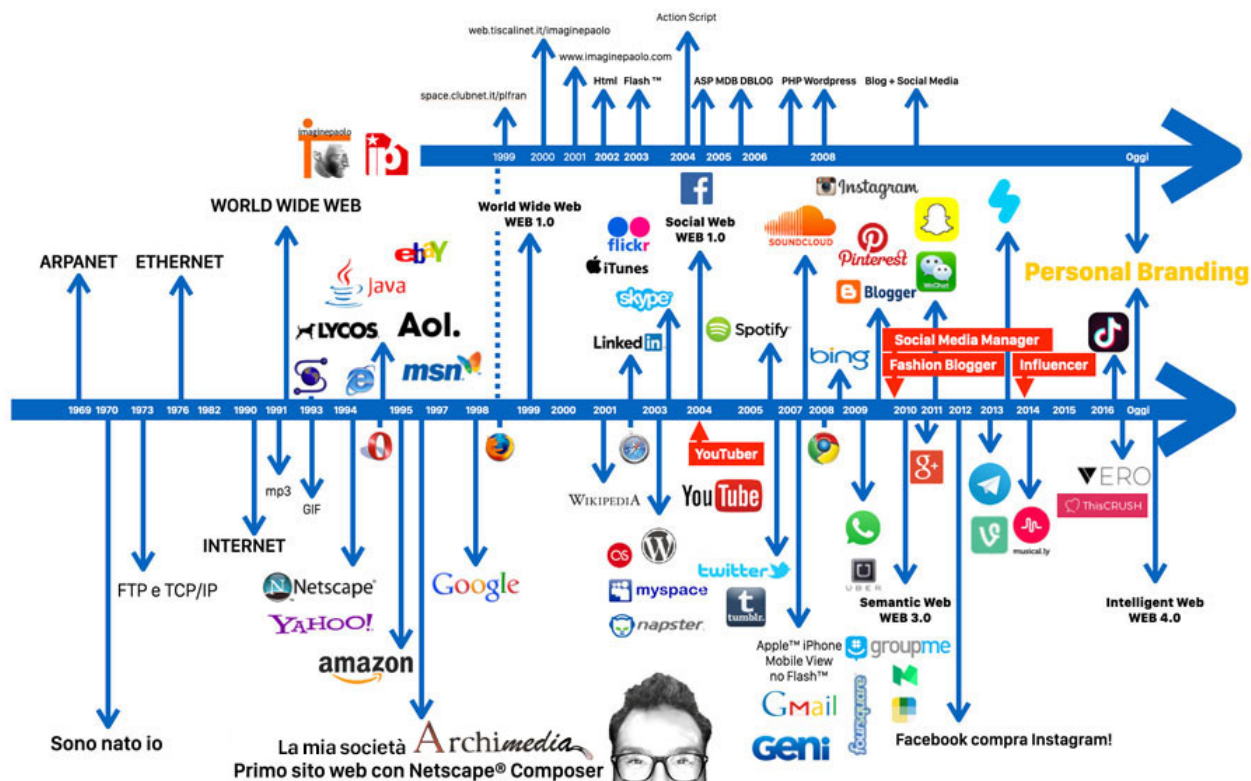 Action Script
web.tiscalinet.it/imaginepaolo
www.imaginepaolo.com
Html Flash ™ ASP MDB DBLOG PHP Wordpress Blog + Social Media
space.clubnet.it/plfran
imaginepaolo
1999 2000 2001 2002 2003 2004 2005 2006 2008 Oggi
WORLD WIDE WEB
World Wide Web
WEB 1.0
flickr
Social Web
WEB 1.0
SOUNDCLOUD
Instagram
Pinterest
WeChat
ARPANET
ETHERNET
ebay
Java
iTunes
skype
Blogger
Personal Branding
LYCOS
Aol.
msn
Linked in
Spotify
bing
Social Media Manager
Fashion Blogger
Influencer
1969 1970 1973 1976 1982 1990 1991 1993 1994 1995 1997 1998 1999 2000 2001 2003 2004 2005 2007 2008 2009 2010 2011 2012 2013 2014 2015 2016 Oggi
YouTuber
g+
mp3
GIF
WIKIPEDIA
You Tube
VERO
ThisCRUSH
INTERNET
musical.ly
FTP e TCP/IP
Netscape®
Google
twitter
UBER
YAHOO!
myspace
t
tumblr.
Semantic Web
WEB 3.0
Intelligent Web
WEB 4.0
napster
amazon
Apple™ iPhone
Mobile View
no Flash™
groupme
Gmail
foursquare
Sono nato io
La mia società Archimedia
Primo sito web con Netscape® Composer
GENi
Facebook compra Instagram!